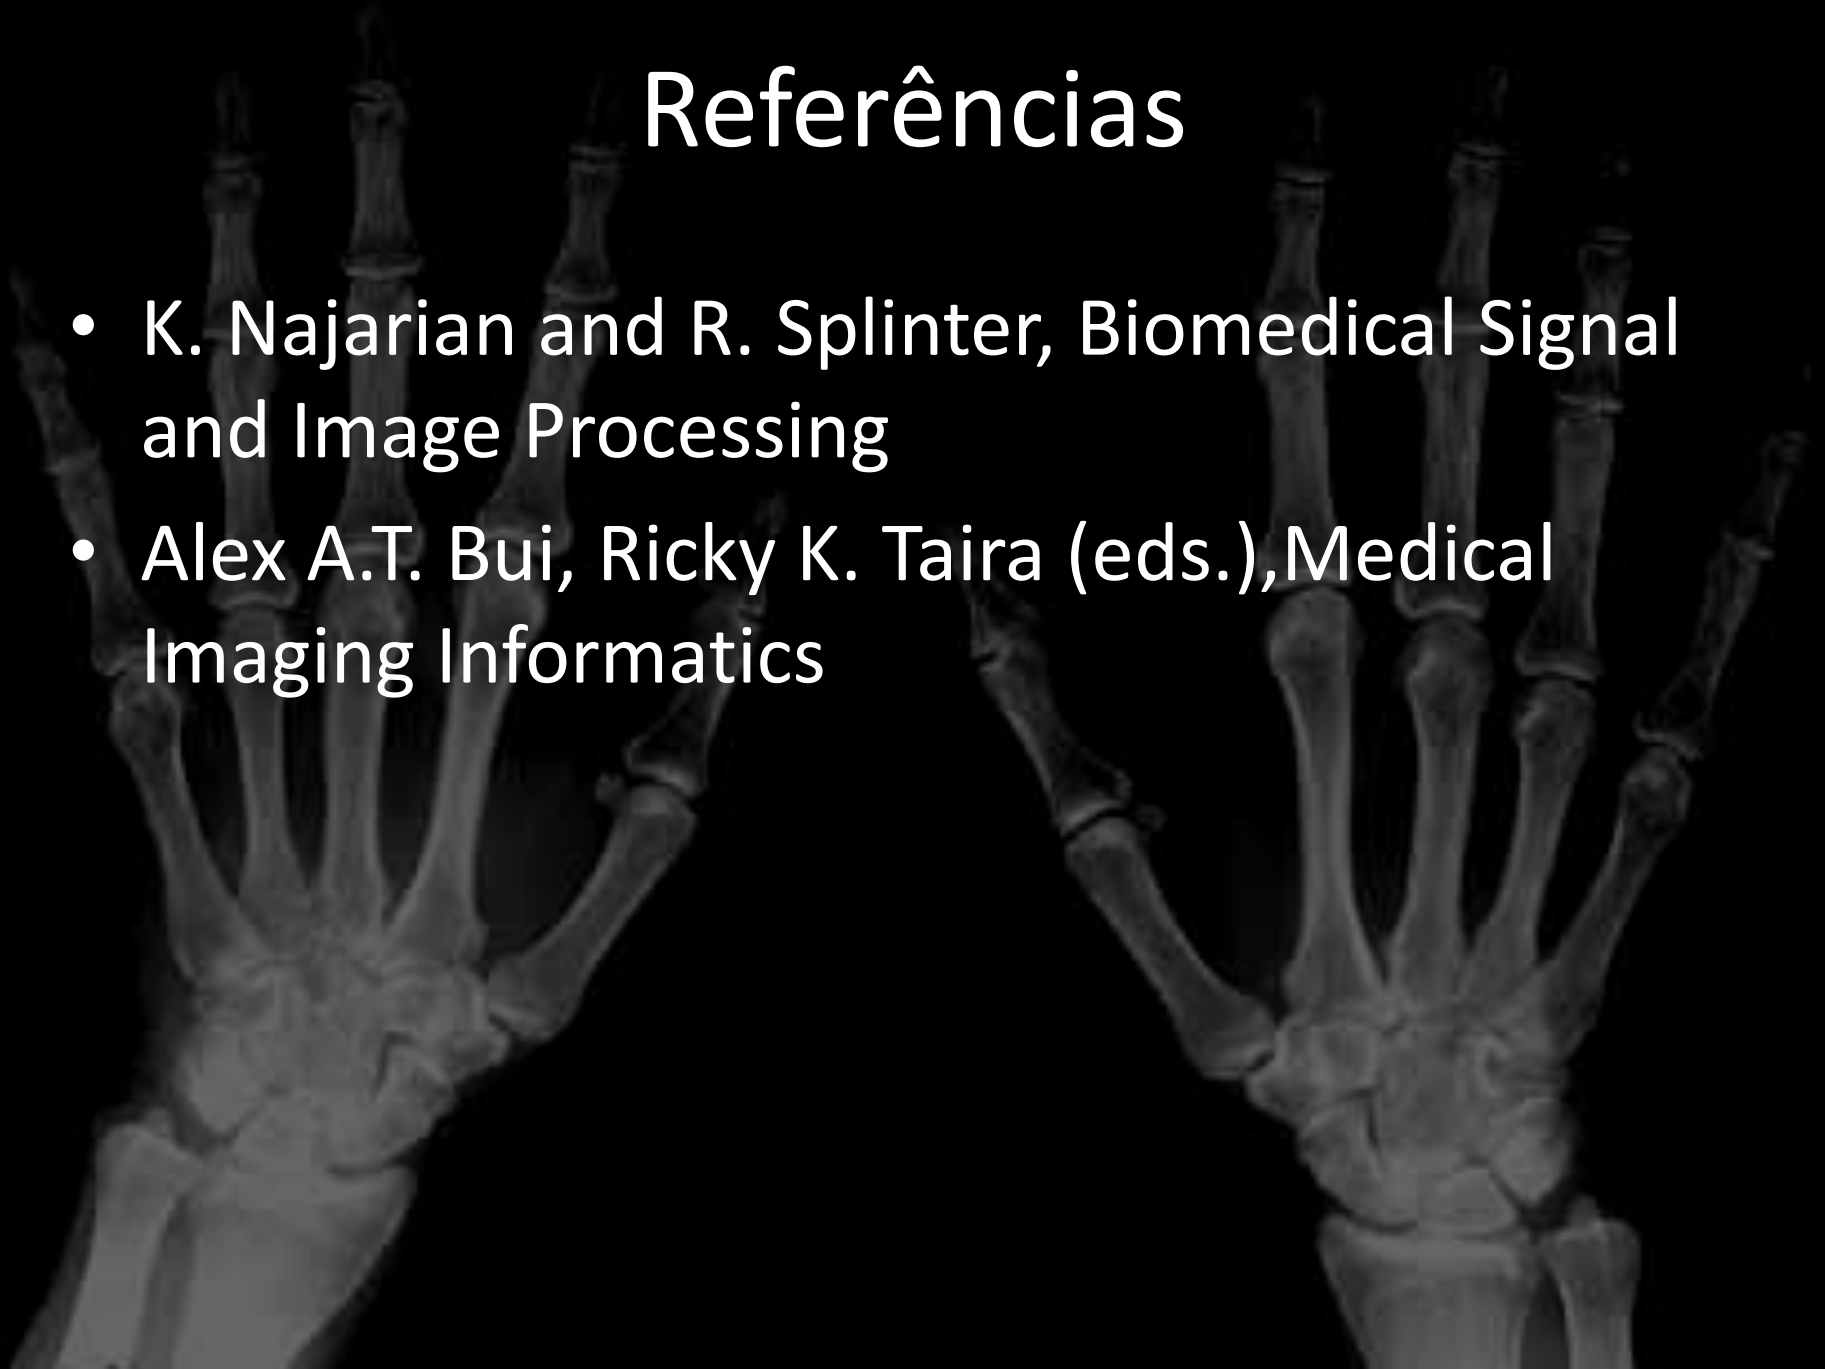 Referências
• K. Najarian and R. Splinter, Biomedical Signal
and Image Processing
• Alex A.T. Bui, Ricky K. Taira (eds.),Medical
Imaging Informatics